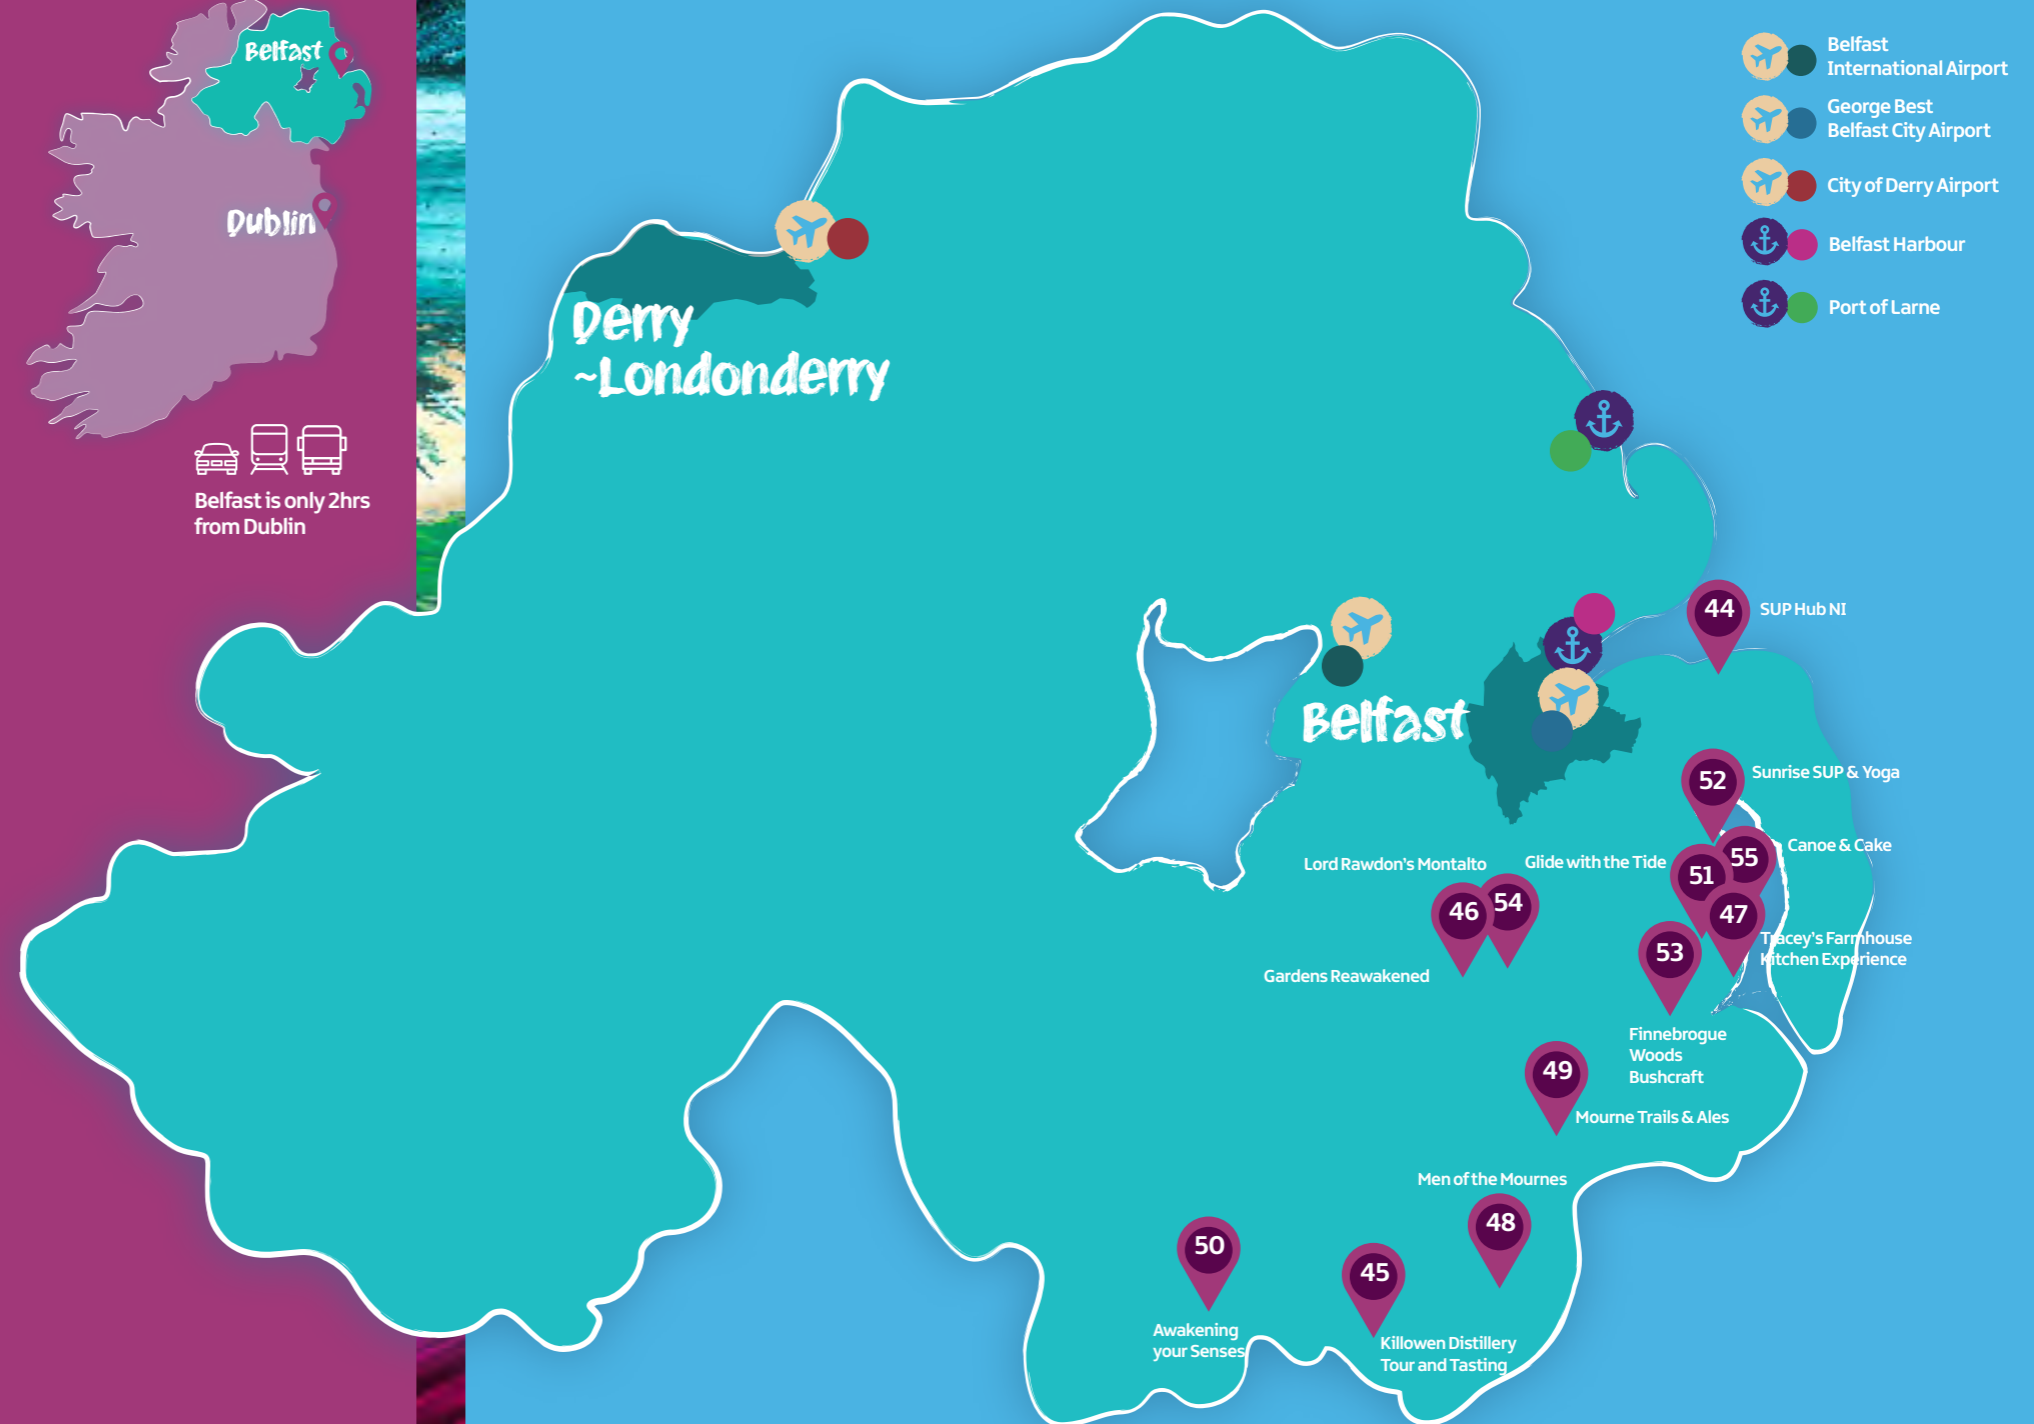 Belfast
Dublin
Belfast is only 2hrs
from Dublin
Belfast
International Airport
George Best
Belfast City Airport
City of Derry Airport
Belfast Harbour
Port of Larne
Derry
~Londonderry
Belfast
44
SUP Hub NI
52
Sunrise SUP & Yoga
55
Canoe & Cake
Glide with the Tide
51
47
Tracey's Farmhouse
Kitchen Experience
Lord Rawdon's Montalto
46
54
Gardens Reawakened
53
Finnebrogue
Woods
Bushcraft
49
Mourne Trails & Ales
Men of the Mournes
48
50
Awakening
your Senses
45
Killowen Distillery
Tour and Tasting